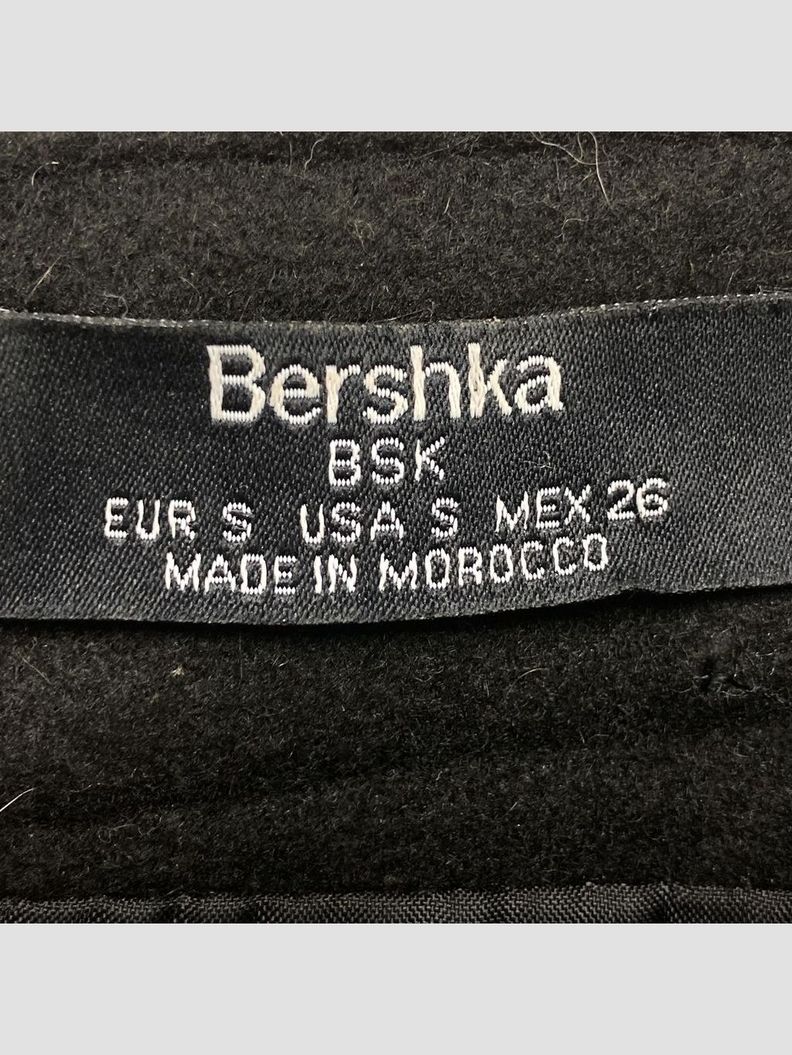 Bershka
BSK
EUR S USA S MEX 26
MADE IN MOROCCO